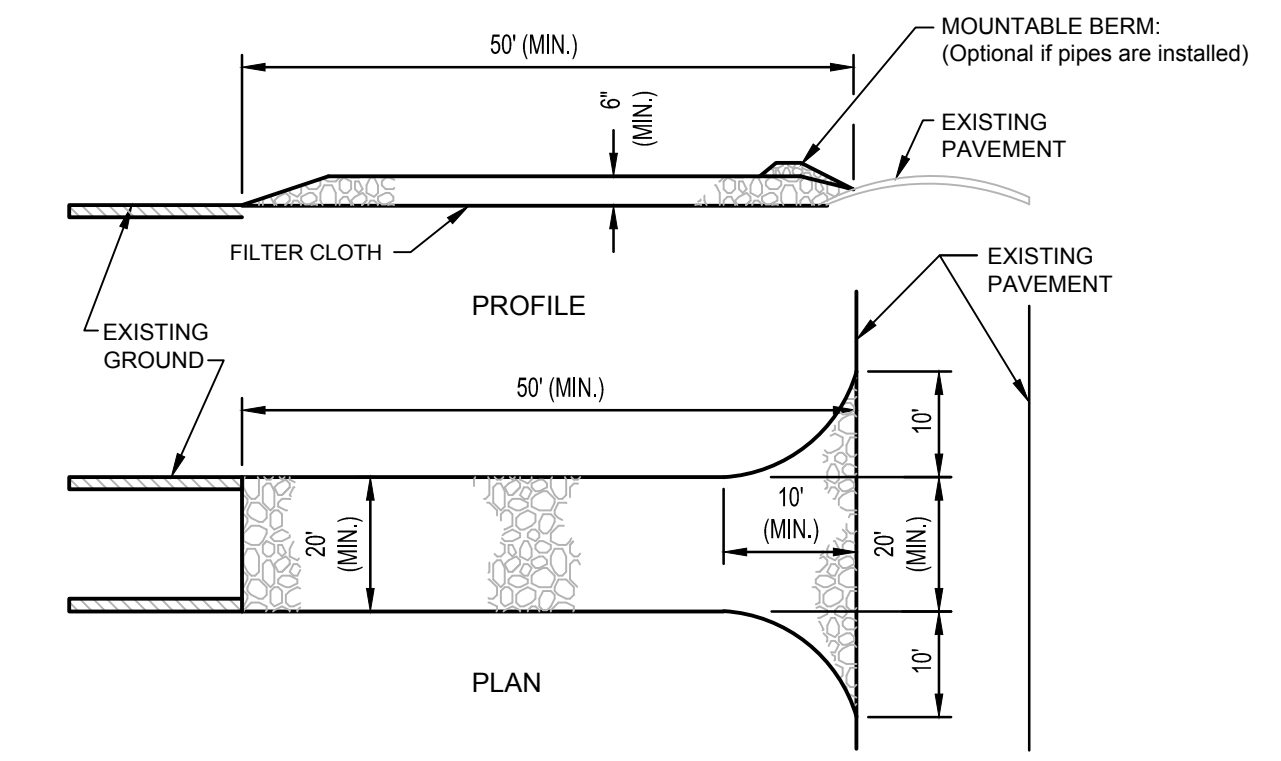 MOUNTABLE BERM:
(Optional if pipes are installed)
50' (MIN.)
6"
(MIN.)
EXISTING
PAVEMENT
FILTER CLOTH
EXISTING
PAVEMENT
PROFILE
EXISTING
GROUND
50' (MIN.)
10'
10'
(MIN.)
20'
(MIN.)
20'
(MIN.)
10'
PLAN